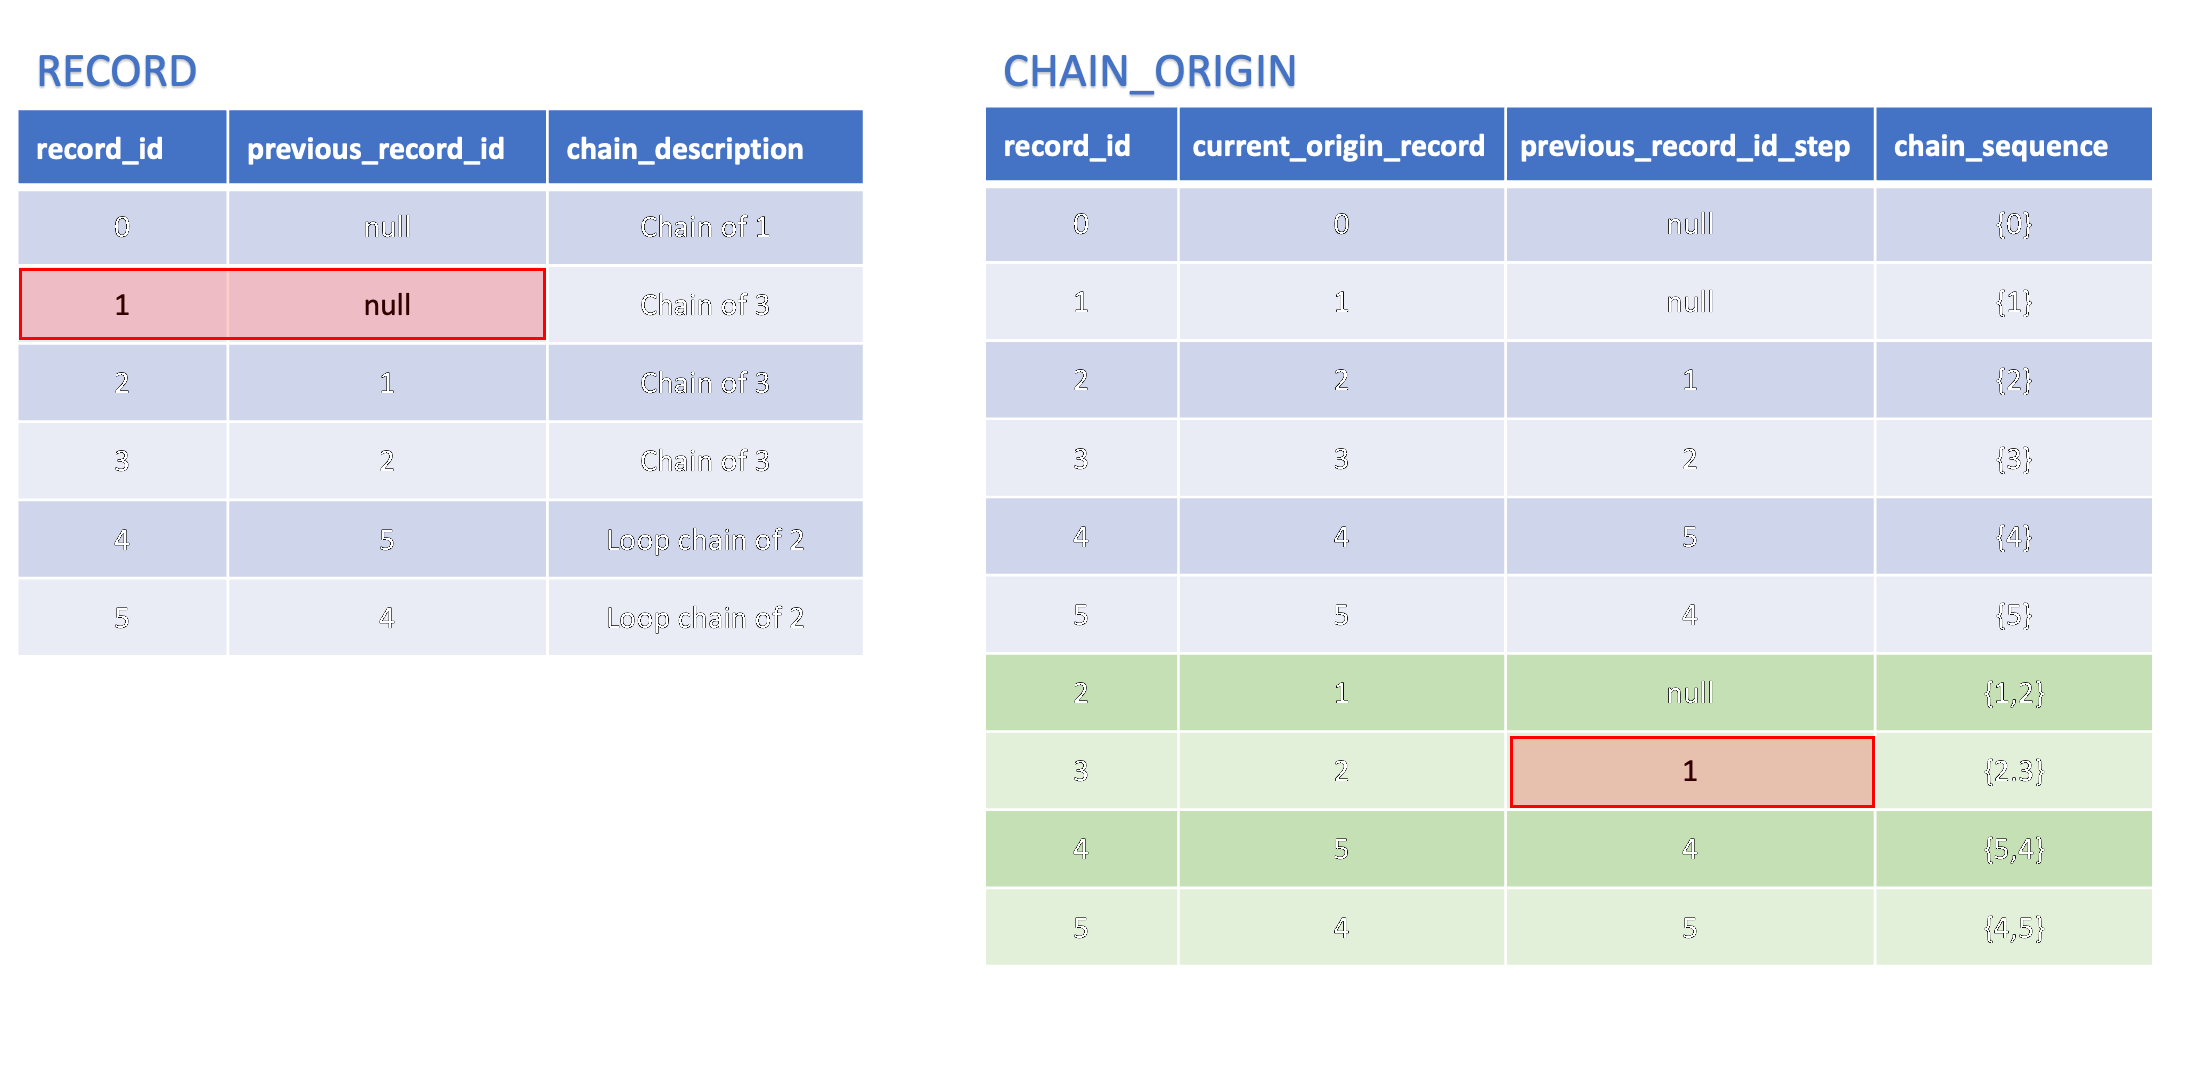 RECORD
record_id previous_record_id chain_description
0 null Chain of 1
1 null Chain of 3
2 1 Chain of 3
3 2 Chain of 3
4 5 Loop chain of 2
5 4 Loop chain of 2
CHAIN_ORIGIN
record_id current_origin_record previous_record_id_step chain_sequence
0 0 null {0}
1 1 null {1}
2 2 1 {2}
3 3 2 {3}
4 4 5 {4}
5 5 4 {5}
2 1 null {1,2}
3 2 1 {2.3}
4 5 4 {5,4}
5 4 5 {4,5}